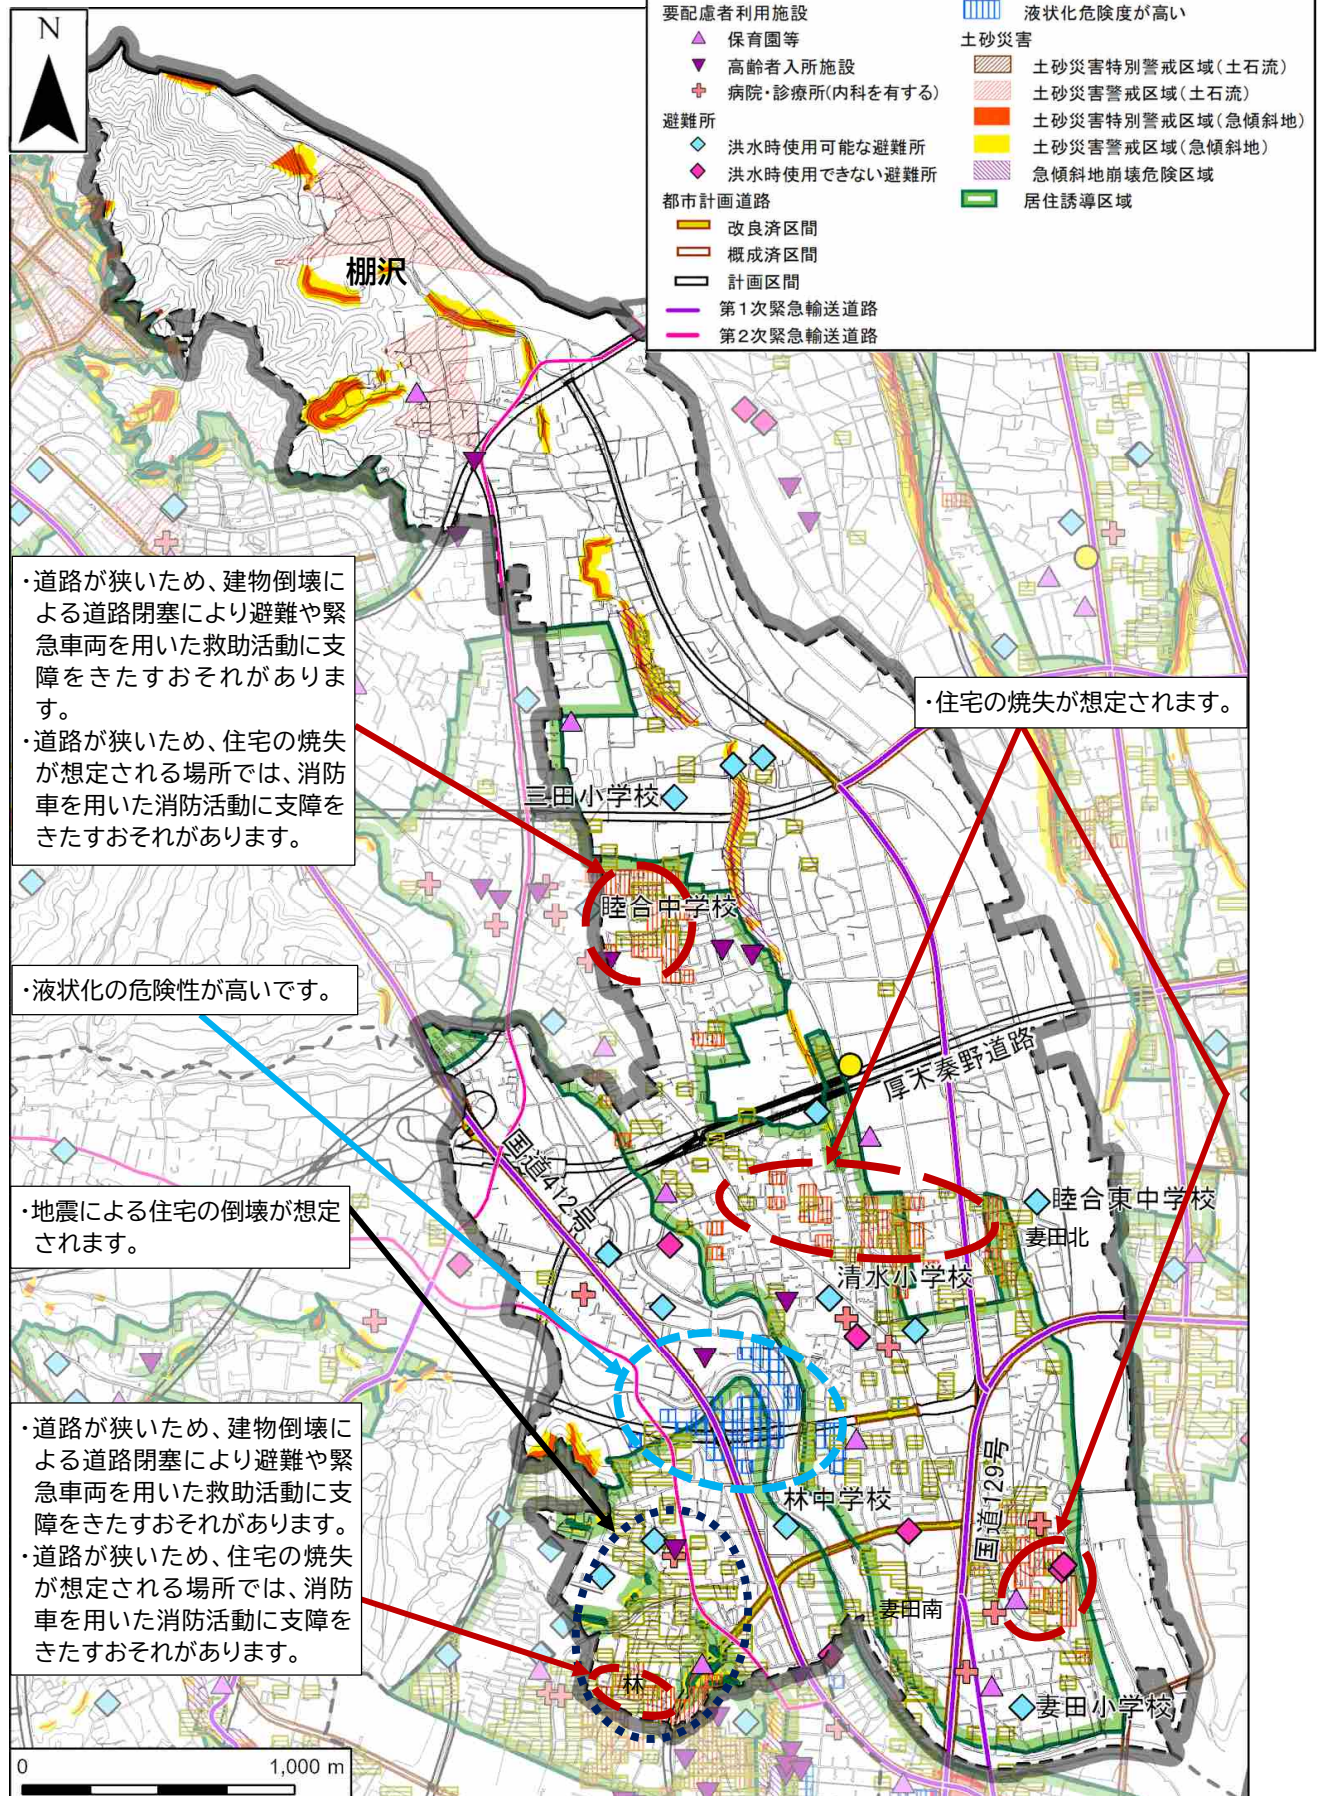 N
要配慮者利用施設
保育園等
高齢者入所施設
病院・診療所(内科を有する)
避難所
洪水時使用可能な避難所
洪水時使用できない避難所
都市計画道路
改良済区間
概成済区間
計画区間
第1次緊急輸送道路
第2次緊急輸送道路
液状化危険度が高い
土砂災害
土砂災害特別警戒区域(土石流)
土砂災害警戒区域(土石流)
土砂災害特別警戒区域(急傾斜地)
土砂災害警戒区域(急傾斜地)
急傾斜地崩壊危険区域
居住誘導区域
棚沢
・道路が狭いため、建物倒壊に
よる道路閉塞により避難や緊
急車両を用いた救助活動に支
障をきたすおそれがありま
す。
・道路が狭いため、住宅の焼失
が想定される場所では、消防
車を用いた消防活動に支障を
きたすおそれがあります。
・住宅の焼失が想定されます。
三田小学校
睦合中学校
・液状化の危険性が高いです。
厚木秦野道路
国道412号
・地震による住宅の倒壊が想定
されます。
睦合東中学校
妻田北
清水小学校
・道路が狭いため、建物倒壊に
よる道路閉塞により避難や緊
急車両を用いた救助活動に支
障をきたすおそれがあります。
・道路が狭いため、住宅の焼失
が想定される場所では、消防
車を用いた消防活動に支障を
きたすおそれがあります。
林中学校
国道129号
妻田南
林
妻田小学校
0
1,000 m